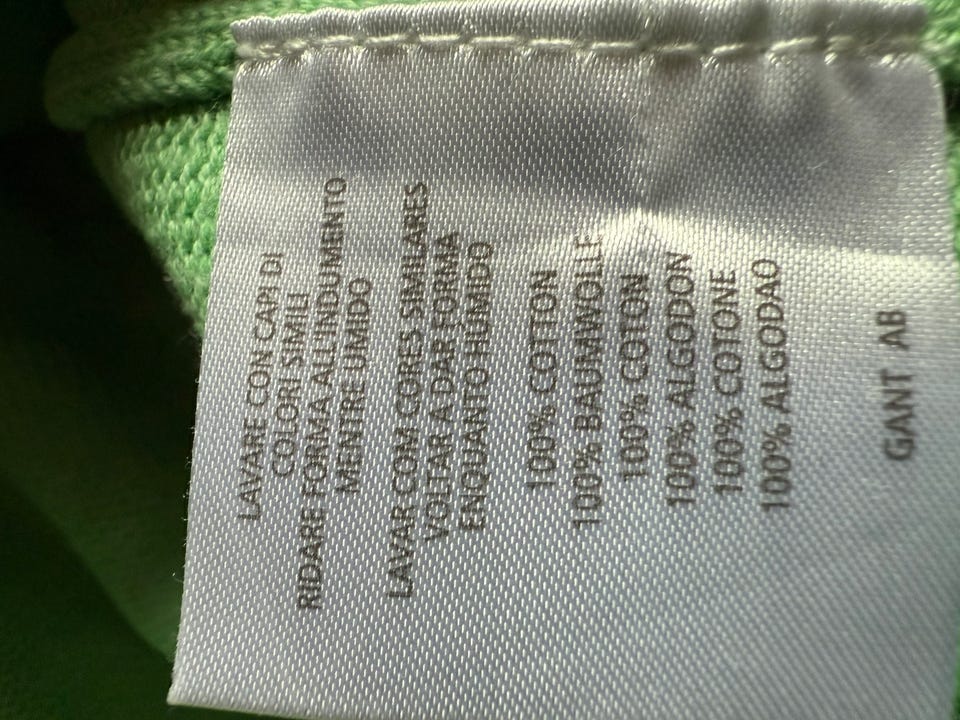 LAVARE CON CAPI DI
COLORI SIMILI
RIDARE FORMA ALL'INDUMENTO
MENTRE UMIDO
LAVAR COM CORES SIMILARES
VOLTAR A DAR FORMA
ENQUANTO HÚMIDO
100% COTTON
100% BAUMWOLLE
100% COTON
100% ALGODON
100% COTONE
100% ALGODAO
GANT AB